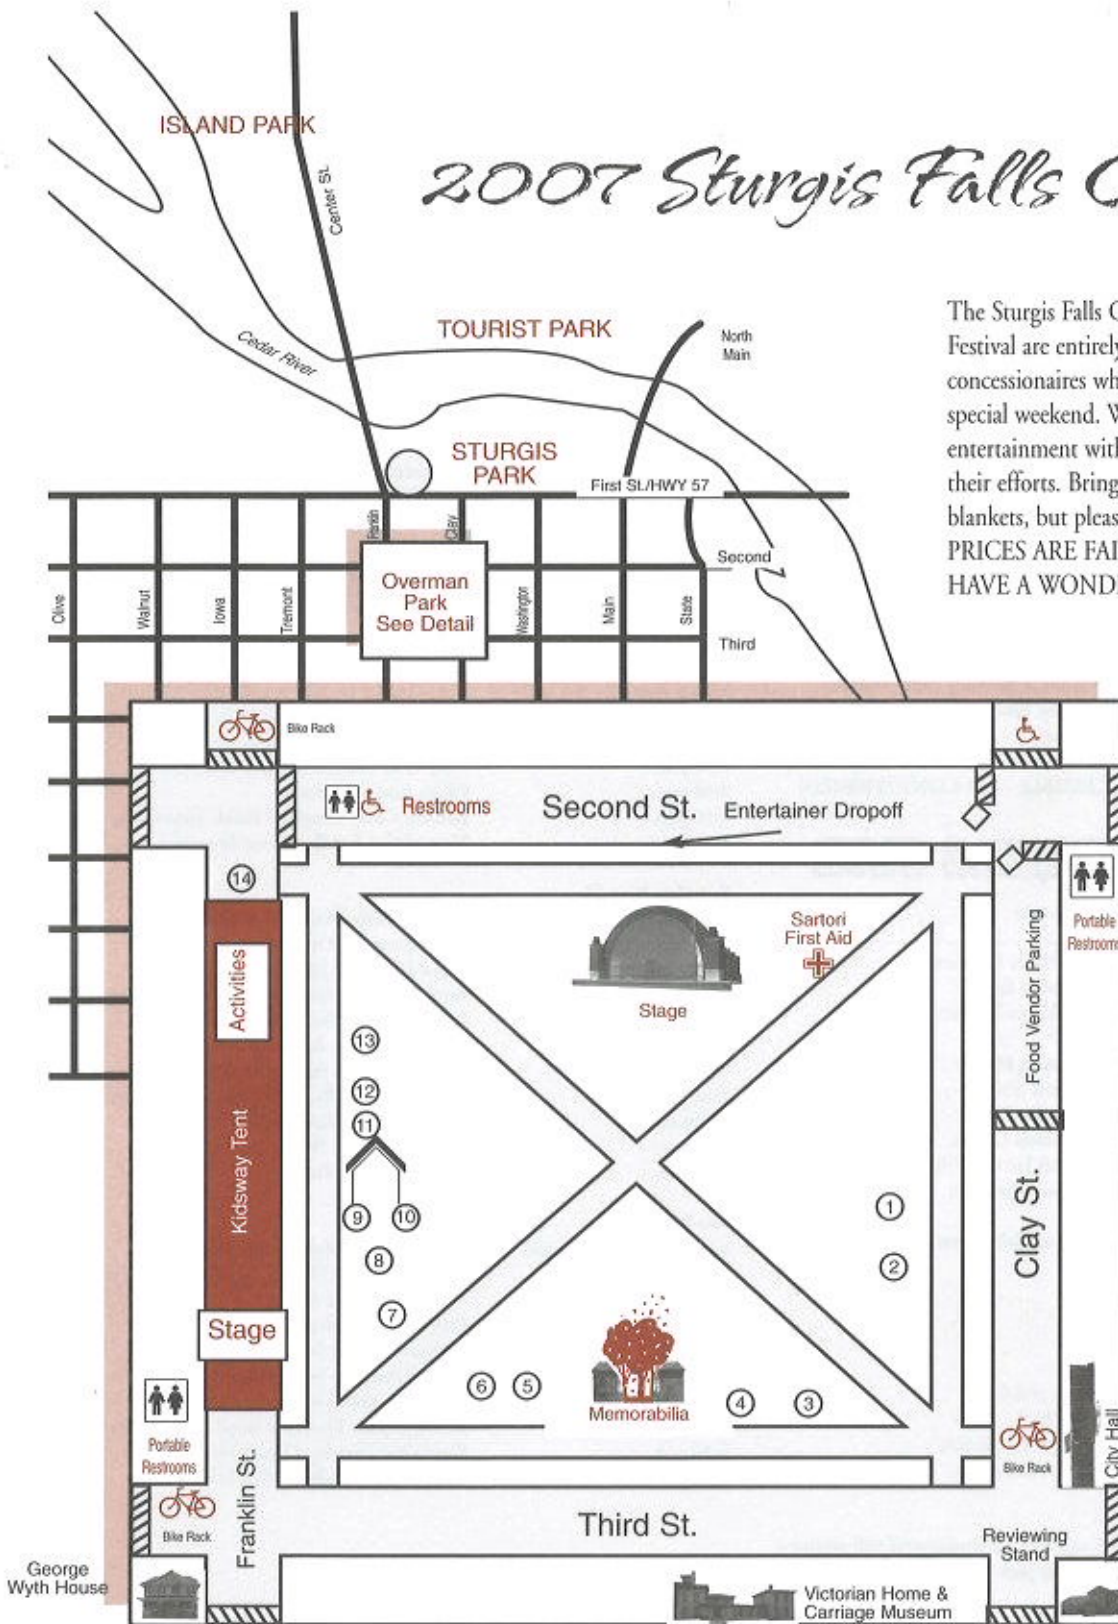 ISLAND PARK
Center St.
2007 Sturgis Falls
Cedar River
TOURIST PARK
North
Main
The Sturgis Falls
Festival are entirely
concessionaires
special weekend.
entertainment
their efforts. Bring
blankets, but
PRICES ARE
HAVE A
STURGIS
PARK
First St./HWY 57
Franklin
Clay
Second
Overman
Park
See Detail
Olive
Walnut
Iowa
Tremont
Washington
Main
State
Third
Bike Rack
Restrooms
Second St.
Entertainer Dropoff
14
Activities
Kidsway Tent
Stage
Sartori
First Aid
Stage
Food Vendor Parking
Portable
Restrooms
13
12
11
9
10
8
7
1
2
Clay St.
6
5
Memorabilia
4
3
Portable
Restrooms
Bike Rack
Franklin St.
Bike Rack
City Hall
Third St.
Reviewing
Stand
George
Wyth House
Victorian Home &
Carriage Museum